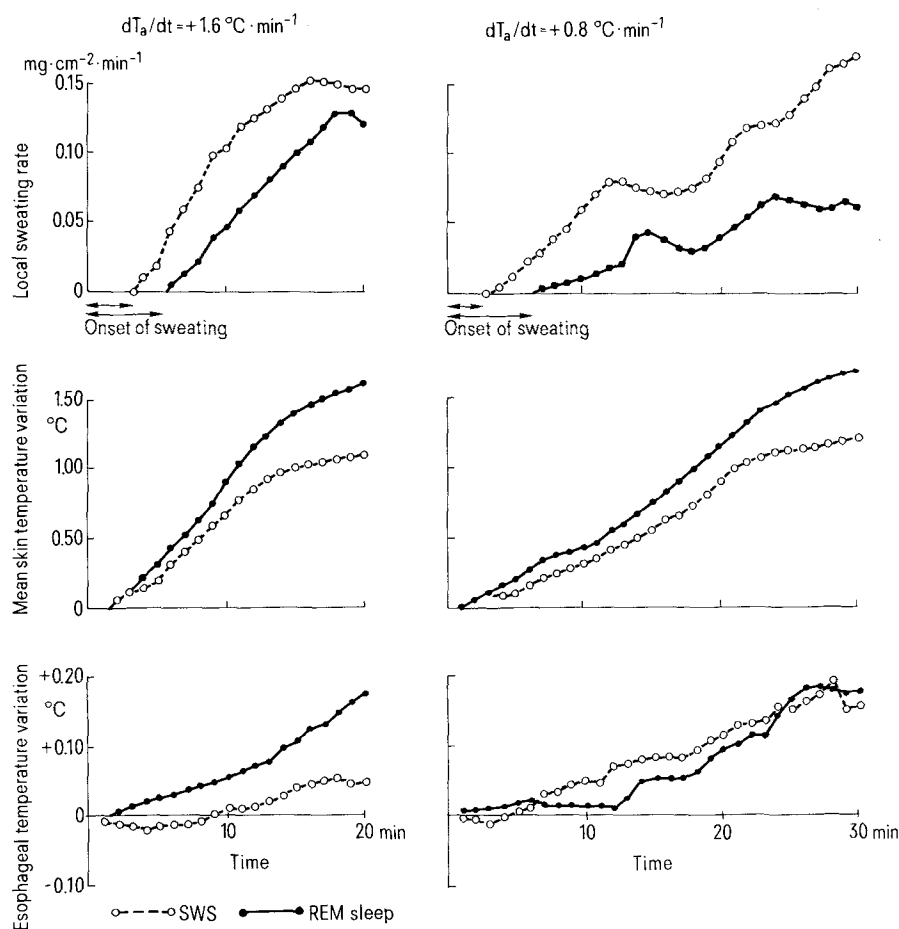 dTₐ/dt = +1.6 °C · min⁻¹
dTₐ/dt = +0.8 °C · min⁻¹
mg·cm⁻²·min⁻¹
0.15
0.10
0.05
0
Local sweating rate
Onset of sweating
Onset of sweating
1.50
°C
1.00
0.50
0
Mean skin temperature variation
+0.20
°C
+0.10
0
-0.10
Esophageal temperature variation
10
20 min
Time
10
20
30 min
Time
SWS
REM sleep